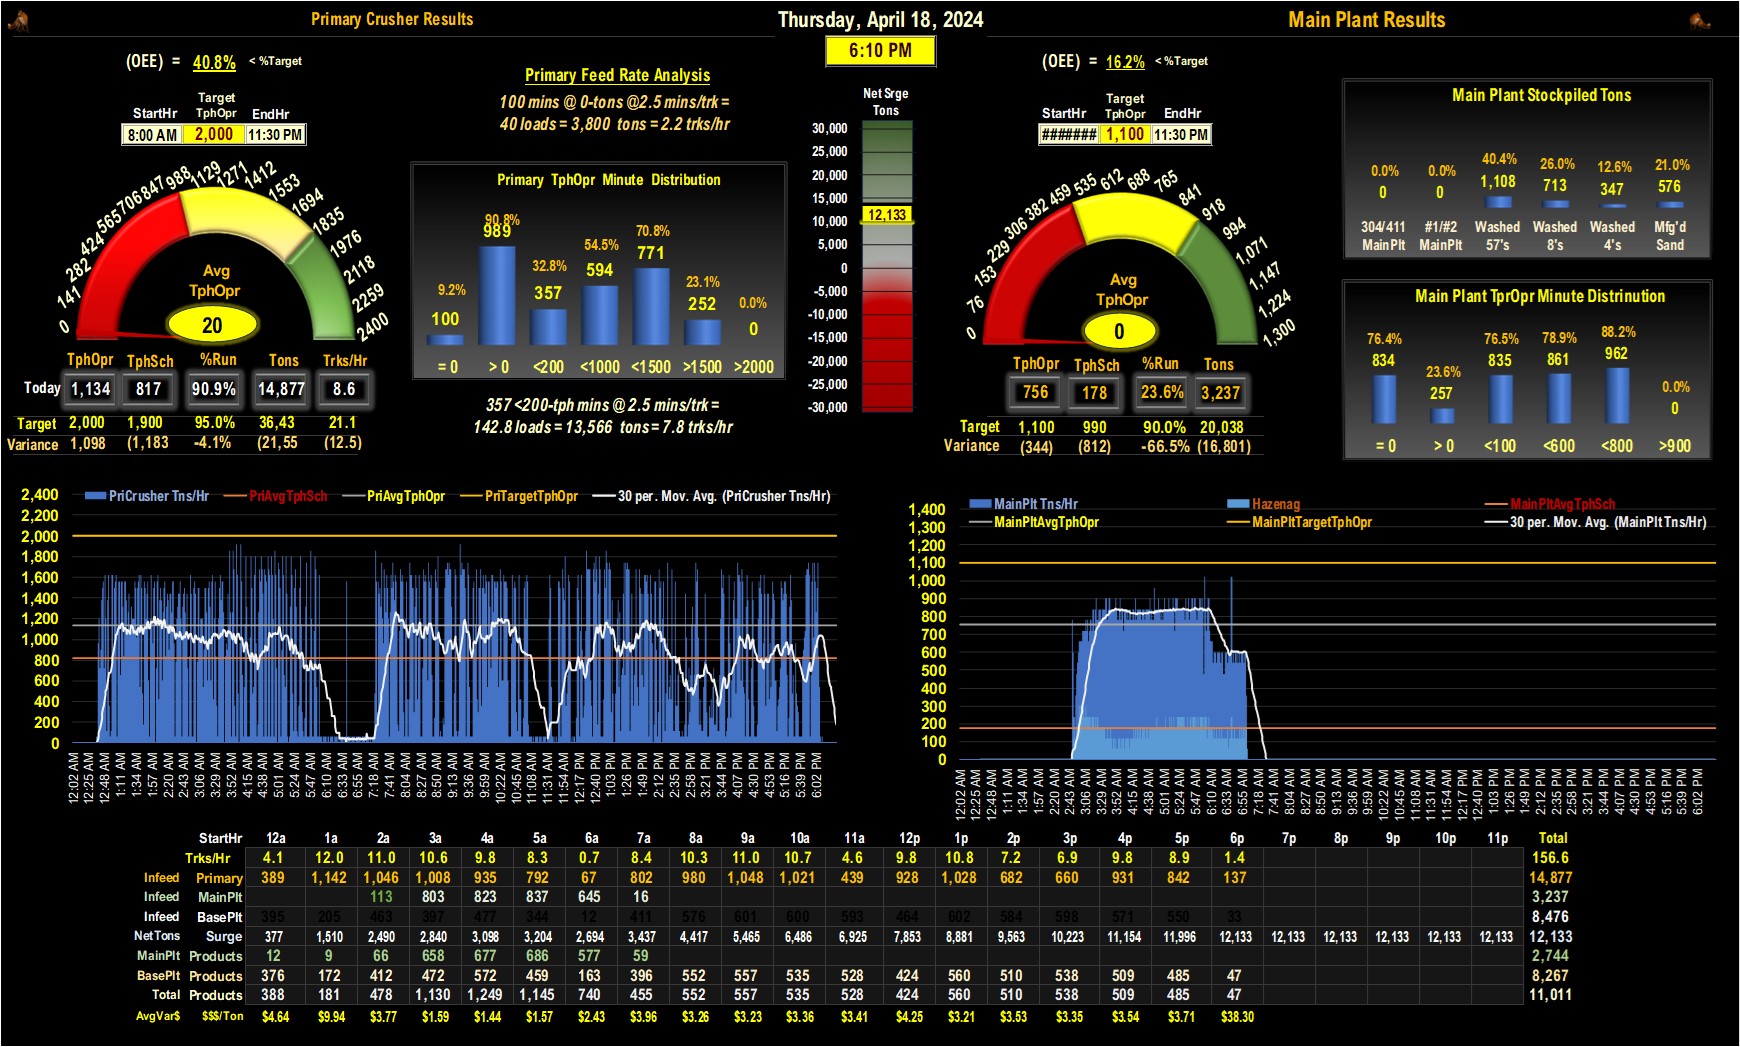 Primary Crusher Results
Thursday, April 18, 2024
Main Plant Results
6:10 PM
(OEE) = 40.8% < %Target
StartHr Target TphOpr EndHr
8:00 AM 2,000 11:30 PM
0 141 282 424 565 706 847 988 1129 1271 1412 1553 1694 1835 1976 2118 2259 2400
Avg
TphOpr
20
TphOpr TphSch %Run Tons Trks/Hr
Today 1,134 817 90.9% 14,877 8.6
Target 2,000 1,900 95.0% 36,43 21.1
Variance 1,098 (1,183 -4.1% (21,55 (12.5)
Primary Feed Rate Analysis
100 mins @ 0-tons @2.5 mins/trk =
40 loads = 3,800 tons = 2.2 trks/hr
Primary TphOpr Minute Distribution
9.2% 90.8% 32.8% 54.5% 70.8% 23.1% 0.0%
100 989 357 594 771 252 0
= 0 > 0 <200 <1000 <1500 >1500 >2000
357 <200-tph mins @ 2.5 mins/trk =
142.8 loads = 13,566 tons = 7.8 trks/hr
Net Srge
Tons
30,000
25,000
20,000
15,000
12,133
10,000
5,000
0
-5,000
-10,000
-15,000
-20,000
-25,000
-30,000
(OEE) = 16.2% < %Target
StartHr Target TphOpr EndHr
####### 1,100 11:30 PM
0 76 153 229 306 382 459 535 612 688 765 841 918 994 1,071 1,147 1,224 1,300
Avg
TphOpr
0
TphOpr TphSch %Run Tons
756 178 23.6% 3,237
Target 1,100 990 90.0% 20,038
Variance (344) (812) -66.5% (16,801)
Main Plant Stockpiled Tons
0.0% 0.0% 40.4% 26.0% 12.6% 21.0%
0 0 1,108 713 347 576
304/411 #1/#2 Washed Washed Washed Mfg'd
MainPlt MainPlt 57's 8's 4's Sand
Main Plant TprOpr Minute Distrinution
76.4% 23.6% 76.5% 78.9% 88.2% 0.0%
834 257 835 861 962 0
= 0 > 0 <100 <600 <800 >900
PriCrusher Tns/Hr PriAvgTphSch PriAvgTphOpr PriTargetTphOpr 30 per. Mov. Avg. (PriCrusher Tns/Hr)
2,400
2,200
2,000
1,800
1,600
1,400
1,200
1,000
800
600
400
200
0
12:02 AM 12:25 AM 12:48 AM 1:11 AM 1:34 AM 1:57 AM 2:20 AM 2:43 AM 3:06 AM 3:29 AM 3:52 AM 4:15 AM 4:38 AM 5:01 AM 5:24 AM 5:47 AM 6:10 AM 6:33 AM 6:55 AM 7:18 AM 7:41 AM 8:04 AM 8:27 AM 8:50 AM 9:13 AM 9:36 AM 9:59 AM 10:22 AM 10:45 AM 11:08 AM 11:31 AM 11:54 AM 12:17 PM 12:40 PM 1:03 PM 1:26 PM 1:49 PM 2:12 PM 2:35 PM 2:58 PM 3:21 PM 3:44 PM 4:07 PM 4:30 PM 4:53 PM 5:16 PM 5:39 PM 6:02 PM
MainPlt Tns/Hr Hazenag MainPltAvgTphSch
MainPltAvgTphOpr MainPltTargetTphOpr 30 per. Mov. Avg. (MainPlt Tns/Hr)
1,400
1,300
1,200
1,100
1,000
900
800
700
600
500
400
300
200
100
0
12:02 AM 12:25 AM 12:48 AM 1:11 AM 1:34 AM 1:57 AM 2:20 AM 2:43 AM 3:06 AM 3:29 AM 3:52 AM 4:15 AM 4:38 AM 5:01 AM 5:24 AM 5:47 AM 6:10 AM 6:33 AM 6:55 AM 7:18 AM 7:41 AM 8:04 AM 8:27 AM 8:50 AM 9:13 AM 9:36 AM 9:59 AM 10:22 AM 10:45 AM 11:08 AM 11:31 AM 11:54 AM 12:17 PM 12:40 PM 1:03 PM 1:26 PM 1:49 PM 2:12 PM 2:35 PM 2:58 PM 3:21 PM 3:44 PM 4:07 PM 4:30 PM 4:53 PM 5:16 PM 5:39 PM 6:02 PM
StartHr 12a 1a 2a 3a 4a 5a 6a 7a 8a 9a 10a 11a 12p 1p 2p 3p 4p 5p 6p 7p 8p 9p 10p 11p Total
Trks/Hr 4.1 12.0 11.0 10.6 9.8 8.3 0.7 8.4 10.3 11.0 10.7 4.6 9.8 10.8 7.2 6.9 9.8 8.9 1.4 156.6
Infeed Primary 389 1,142 1,046 1,008 935 792 67 802 980 1,048 1,021 439 928 1,028 682 660 931 842 137 14,877
Infeed MainPlt 113 803 823 837 645 16 3,237
Infeed BasePlt 395 205 463 397 477 344 12 411 576 601 600 593 464 602 584 598 571 550 33 8,476
NetTons Surge 377 1,510 2,490 2,840 3,098 3,204 2,694 3,437 4,417 5,465 6,486 6,925 7,853 8,881 9,563 10,223 11,154 11,996 12,133 12,133 12,133 12,133 12,133 12,133 12,133
MainPlt Products 12 9 66 658 677 686 577 59 2,744
BasePlt Products 376 172 412 472 572 459 163 396 552 557 535 528 424 560 510 538 509 485 47 8,267
Total Products 388 181 478 1,130 1,249 1,145 740 455 552 557 535 528 424 560 510 538 509 485 47 11,011
AvgVar$ $$$/Ton $4.64 $9.94 $3.77 $1.59 $1.44 $1.57 $2.43 $3.96 $3.26 $3.23 $3.36 $3.41 $4.25 $3.21 $3.53 $3.35 $3.54 $3.71 $38.30